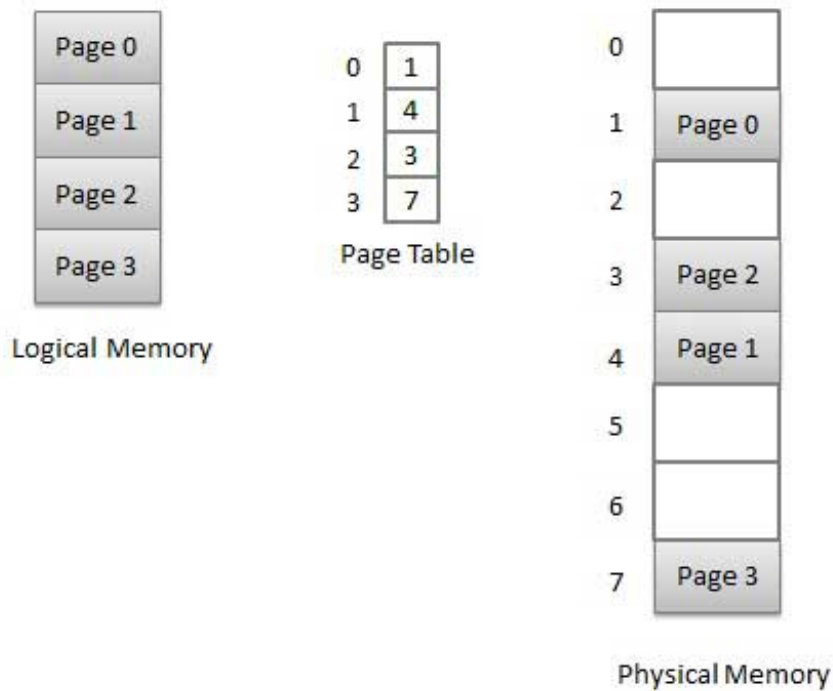 Page 0
Page 1
Page 2
Page 3
Logical Memory
0 1
1 4
2 3
3 7
Page Table
0
1 Page 0
2
3 Page 2
4 Page 1
5
6
7 Page 3
Physical Memory